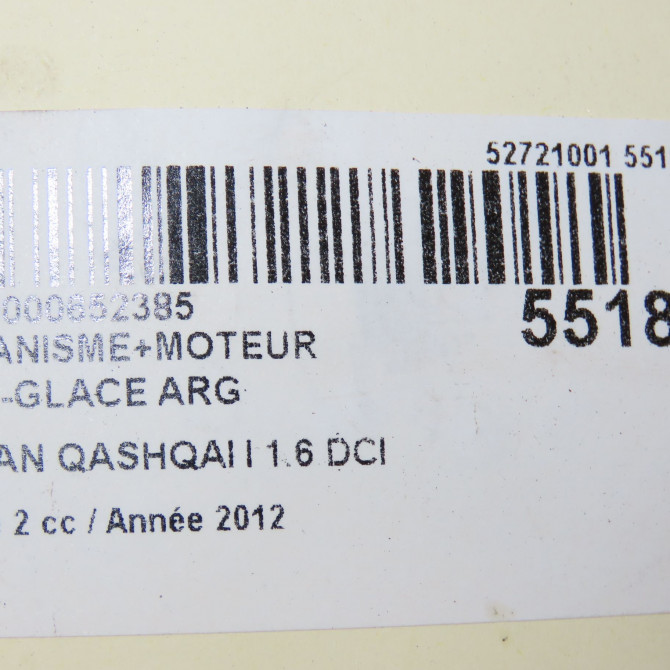 52721001 551
000652385
5518
ANISME+MOTEUR
-GLACE ARG
AN QASHQAI I 1.6 DCI
2 cc / Année 2012